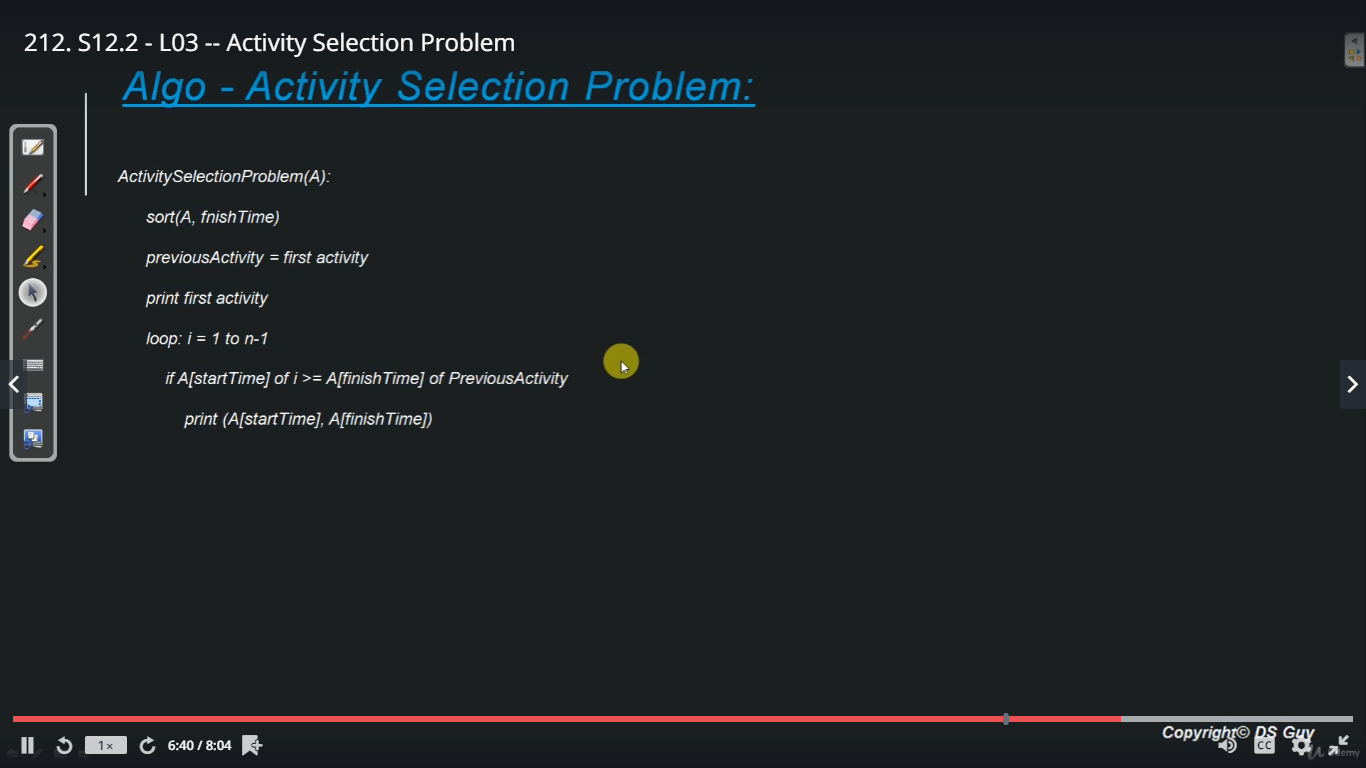 212. S12.2 - L03 -- Activity Selection Problem
Algo - Activity Selection Problem:
ActivitySelectionProblem(A):
sort(A, fnishTime)
previousActivity = first activity
print first activity
loop: i = 1 to n-1
if A[startTime] of i >= A[finishTime] of PreviousActivity
print (A[startTime], A[finishTime])
Copyright© DS Guy
1×
6:40 / 8:04
CC